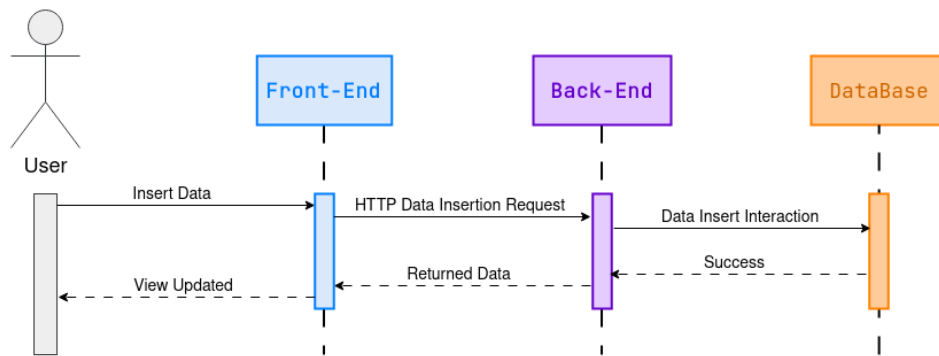 Front-End
Back-End
DataBase
User
Insert Data
HTTP Data Insertion Request
Data Insert Interaction
Success
Returned Data
View Updated